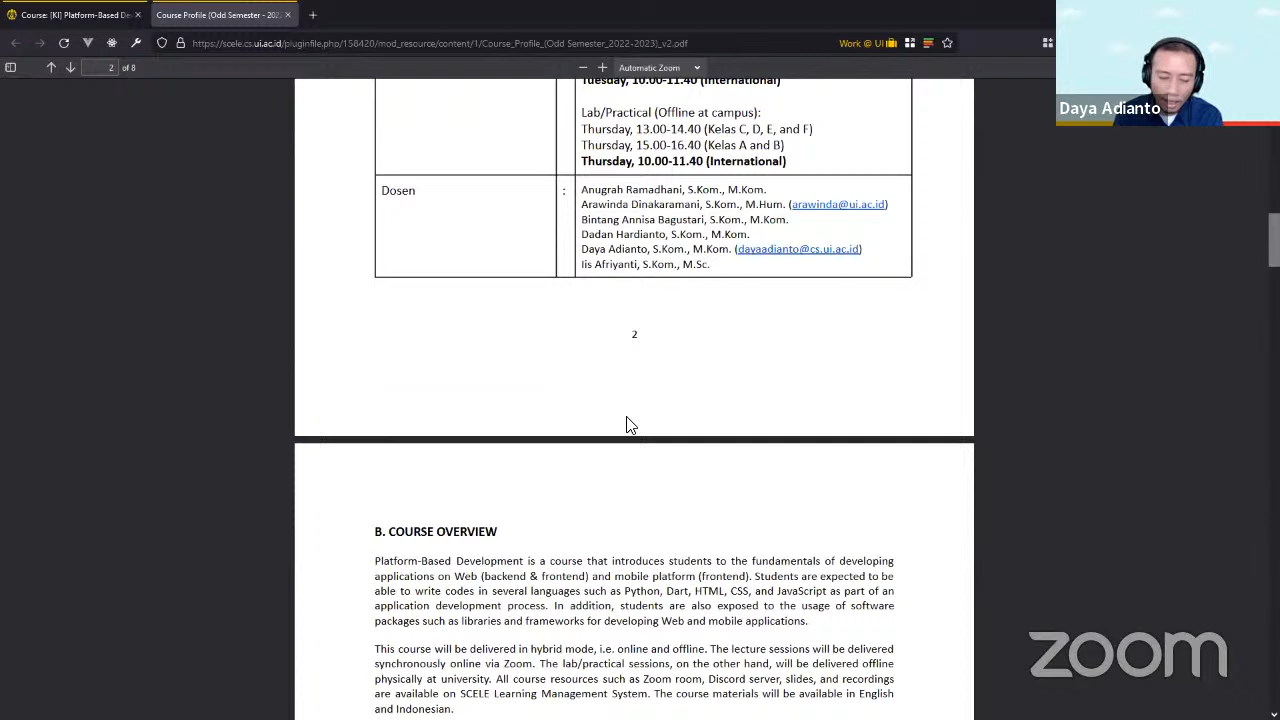 Course: [KI] Platform-Based De
Course Profile (Odd Semester - 202
https://scele.cs.ui.ac.id/pluginfile.php/158420/mod_resource/content/1/Course_Profile_(Odd Semester_2022-2023)_v2.pdf
Work @ UI
2 of 8
Automatic Zoom
Daya Adianto
Tuesday, 10.00-11.40 (International)
Lab/Practical (Offline at campus):
Thursday, 13.00-14.40 (Kelas C, D, E, and F)
Thursday, 15.00-16.40 (Kelas A and B)
Thursday, 10.00-11.40 (International)
Dosen : Anugrah Ramadhani, S.Kom., M.Kom.
Arawinda Dinakaramani, S.Kom., M.Hum. (arawinda@ui.ac.id)
Bintang Annisa Bagustari, S.Kom., M.Kom.
Dadan Hardianto, S.Kom., M.Kom.
Daya Adianto, S.Kom., M.Kom. (dayaadianto@cs.ui.ac.id)
Iis Afriyanti, S.Kom., M.Sc.
2
B. COURSE OVERVIEW
Platform-Based Development is a course that introduces students to the fundamentals of developing
applications on Web (backend & frontend) and mobile platform (frontend). Students are expected to be
able to write codes in several languages such as Python, Dart, HTML, CSS, and JavaScript as part of an
application development process. In addition, students are also exposed to the usage of software
packages such as libraries and frameworks for developing Web and mobile applications.
This course will be delivered in hybrid mode, i.e. online and offline. The lecture sessions will be delivered
synchronously online via Zoom. The lab/practical sessions, on the other hand, will be delivered offline
physically at university. All course resources such as Zoom room, Discord server, slides, and recordings
are available on SCELE Learning Management System. The course materials will be available in English
and Indonesian.
zoom